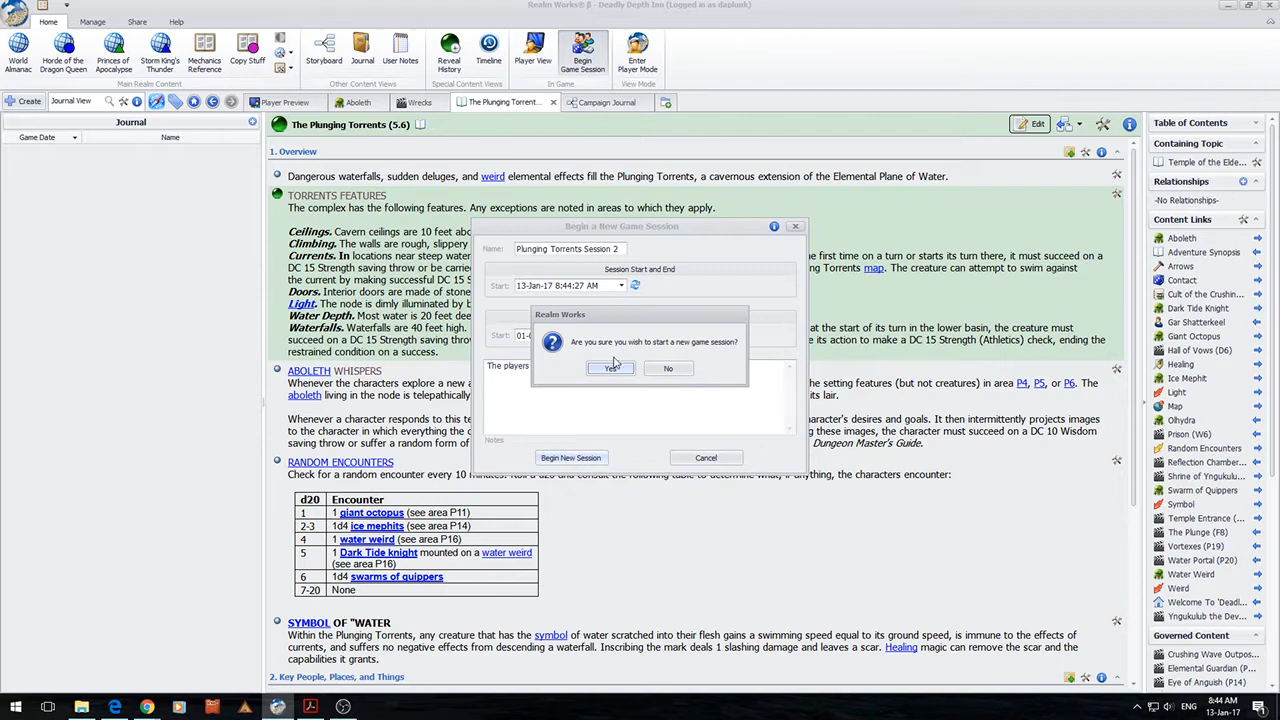 Realm Works® β - Deadly Depth Inn (Logged in as daplunk)
Home Manage Share Help
World Almanac
Horde of the Dragon Queen
Princes of Apocalypse
Storm King's Thunder
Mechanics Reference
Copy Stuff
Storyboard
Journal
User Notes
Reveal History
Timeline
Player View
Begin Game Session
Enter Player Mode
Main Realm Content
Other Content Views
Special Content Views
In Game
View Mode
Create Journal View
Player Preview Aboleth Wrecks The Plunging Torrent... Campaign Journal
Journal
Game Date Name
The Plunging Torrents (5.6)
Edit
1. Overview
Dangerous waterfalls, sudden deluges, and weird elemental effects fill the Plunging Torrents, a cavernous extension of the Elemental Plane of Water.
TORRENTS FEATURES
The complex has the following features. Any exceptions are noted in areas to which they apply.
Ceilings. Cavern ceilings are 10 feet abo
Climbing. The walls are rough, slippery
Currents. In locations near steep water
the first time on a turn or starts its turn there, it must succeed on a
DC 15 Strength saving throw or be carried
Torrents map. The creature can attempt to swim against
the current by making successful DC 15 St
Doors. Interior doors are made of stone
Light. The node is dimly illuminated by b
Water Depth. Most water is 20 feet dee
Waterfalls. Waterfalls are 40 feet high.
at the start of its turn in the lower basin, the creature must
succeed on a DC 15 Strength saving throw
use its action to make a DC 15 Strength (Athletics) check, ending the
restrained condition on a success.
ABOLETH WHISPERS
Whenever the characters explore a new a
the setting features (but not creatures) in area P4, P5, or P6. The
aboleth living in the node is telepathically
its lair.
Whenever a character responds to this te
character's desires and goals. It then intermittently projects images
to the character in which everything the c
these images, the character must succeed on a DC 10 Wisdom
saving throw or suffer a random form of
Dungeon Master's Guide.
RANDOM ENCOUNTERS
Check for a random encounter every 10 minutes. Roll a d20 and consult the following table to determine what, if anything, the characters encounter:
d20 Encounter
1 1 giant octopus (see area P11)
2-3 1d4 ice mephits (see area P14)
4 1 water weird (see area P16)
5 1 Dark Tide knight mounted on a water weird
(see area P16)
6 1d4 swarms of quippers
7-20 None
SYMBOL OF "WATER
Within the Plunging Torrents, any creature that has the symbol of water scratched into their flesh gains a swimming speed equal to its ground speed, is immune to the effects of
currents, and suffers no negative effects from descending a waterfall. Inscribing the mark deals 1 slashing damage and leaves a scar. Healing magic can remove the scar and the
capabilities it grants.
2. Key People, Places, and Things
Begin a New Game Session
Name: Plunging Torrents Session 2
Session Start and End
Start: 13-Jan-17 8:44:27 AM
Start: 01-0
The players
Notes
Begin New Session Cancel
Realm Works
Are you sure you wish to start a new game session?
Yes No
Table of Contents
Containing Topic
Temple of the Elde...
Relationships
-No Relationships-
Content Links
Aboleth
Adventure Synopsis
Arrows
Contact
Cult of the Crushin...
Dark Tide Knight
Gar Shatterkeel
Giant Octopus
Hall of Vows (D6)
Healing
Ice Mephit
Light
Map
Olhydra
Prison (W6)
Random Encounters
Reflection Chamber...
Shrine of Yngkulub...
Swarm of Quippers
Symbol
Temple Entrance (...
The Plunge (F8)
Vortexes (P19)
Water Portal (P20)
Water Weird
Weird
Welcome To 'Deadl...
Yngkulub the Dev...
Governed Content
Crushing Wave Outpos...
Elemental Guardian (P...
Eye of Anguish (P14)
8:44 AM
13-Jan-17